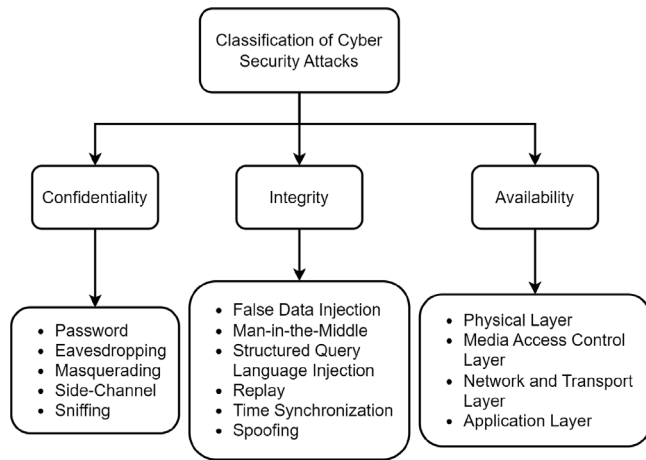 Classification of Cyber
Security Attacks
Confidentiality
Integrity
Availability
• Password
• Eavesdropping
• Masquerading
• Side-Channel
• Sniffing
• False Data Injection
• Man-in-the-Middle
• Structured Query
Language Injection
• Replay
• Time Synchronization
• Spoofing
• Physical Layer
• Media Access Control
Layer
• Network and Transport
Layer
• Application Layer